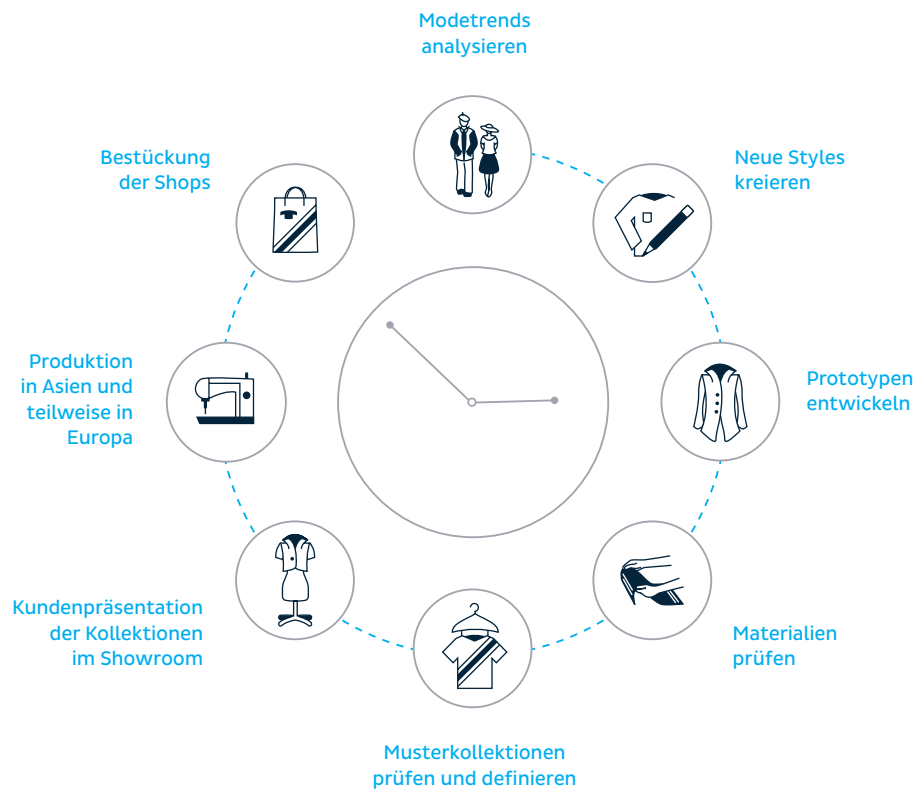 Modetrends
analysieren
Neue Styles
kreieren
Prototypen
entwickeln
Materialien
prüfen
Musterkollektionen
prüfen und definieren
Kundenpräsentation
der Kollektionen
im Showroom
Produktion
in Asien und
teilweise in
Europa
Bestückung
der Shops